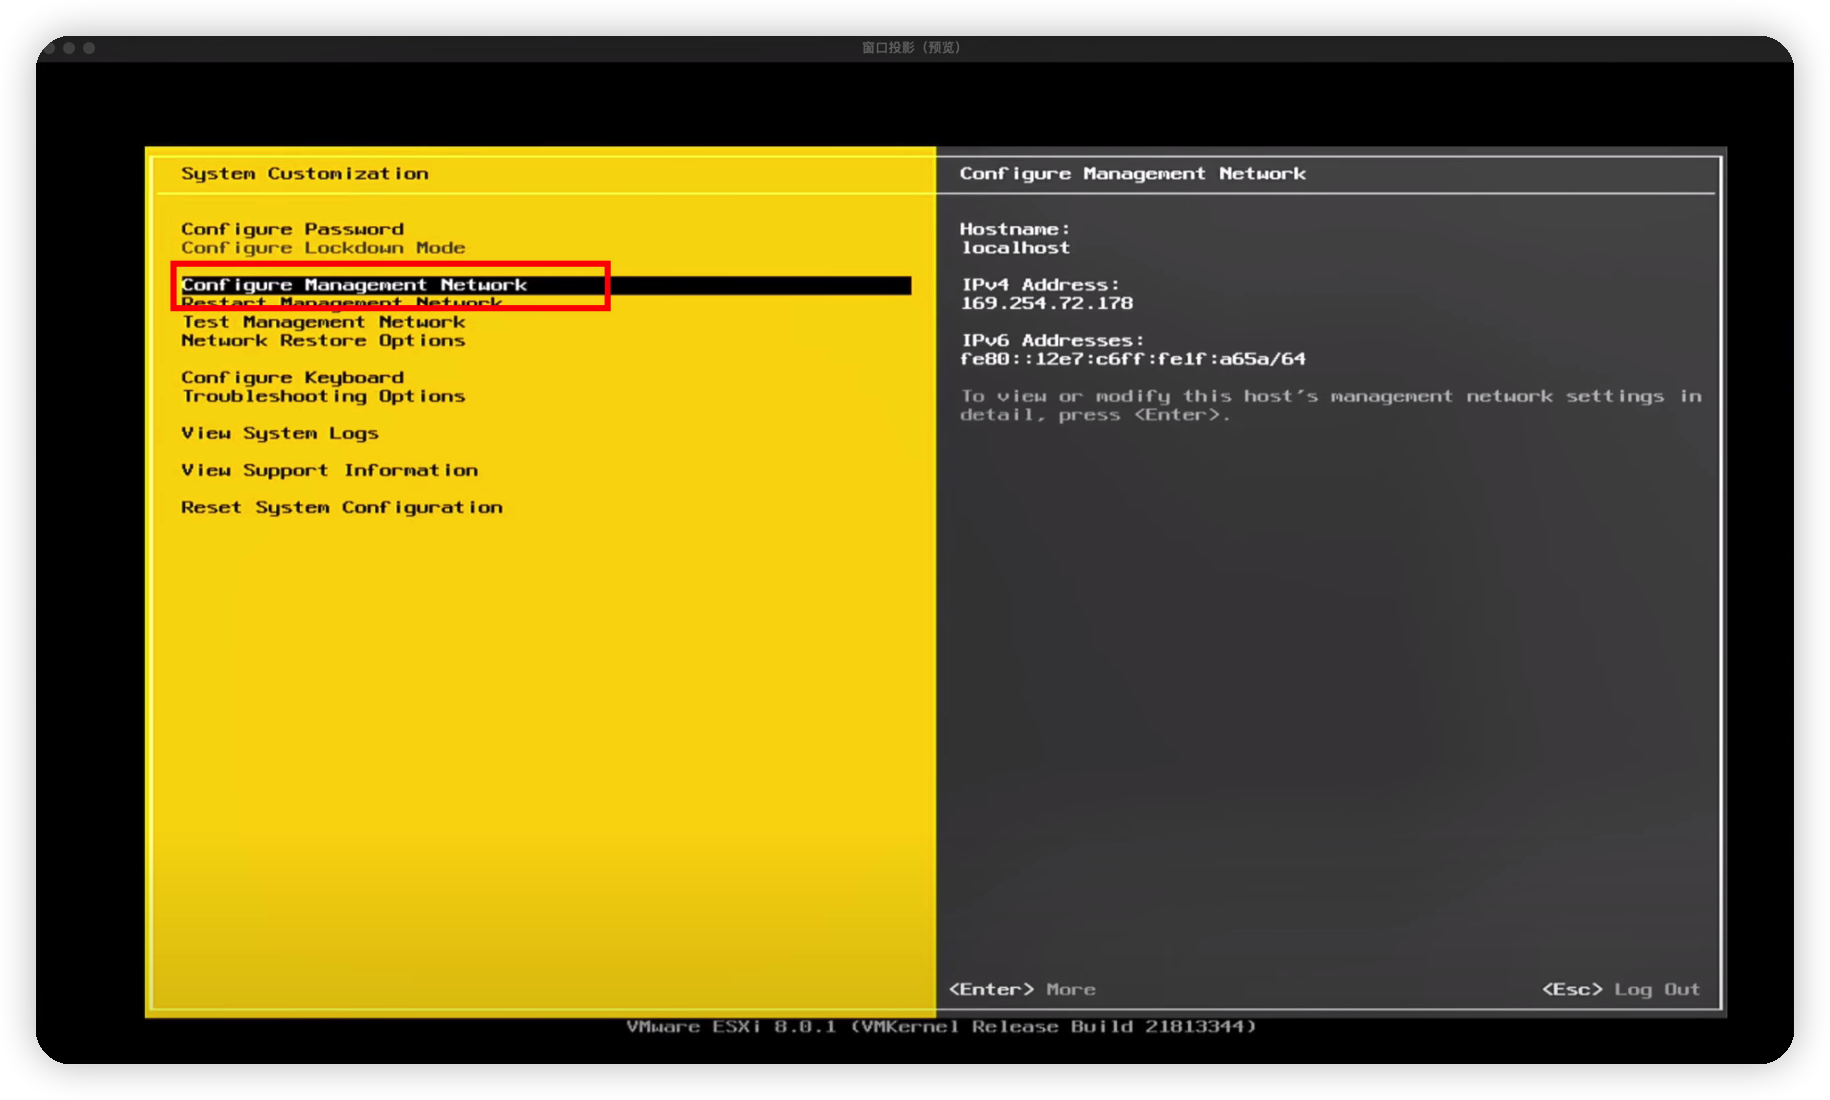 窗口投影（预览）
System Customization
Configure Password
Configure Lockdown Mode
Configure Management Network
Restart Management Network
Test Management Network
Network Restore Options
Configure Keyboard
Troubleshooting Options
View System Logs
View Support Information
Reset System Configuration
Configure Management Network
Hostname:
localhost
IPv4 Address:
169.254.72.178
IPv6 Addresses:
fe80::12e7:c6ff:fe1f:a65a/64
To view or modify this host's management network settings in
detail, press <Enter>.
<Enter> More
<Esc> Log Out
VMware ESXi 8.0.1 (VMKernel Release Build 21813344)